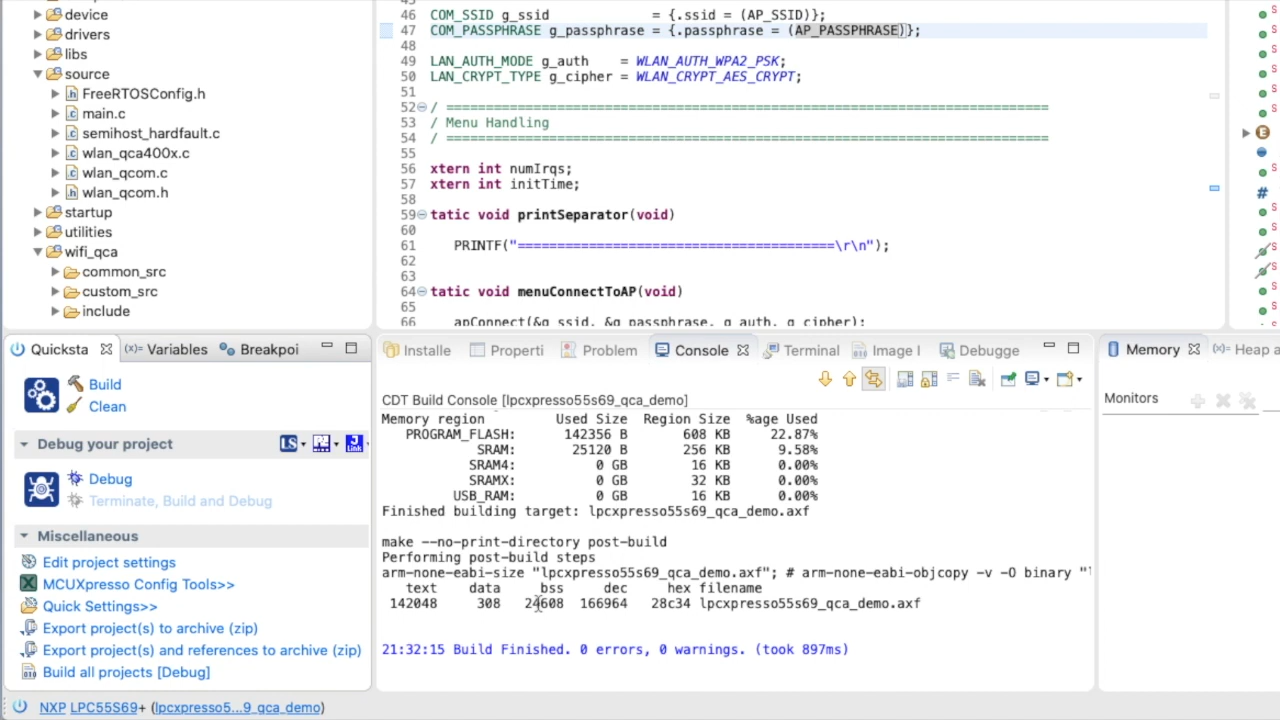 device
drivers
libs
source
FreeRTOSConfig.h
main.c
semihost_hardfault.c
wlan_qca400x.c
wlan_qcom.c
wlan_qcom.h
startup
utilities
wifi_qca
common_src
custom_src
include
46 COM_SSID g_ssid = {.ssid = (AP_SSID)};
47 COM_PASSPHRASE g_passphrase = {.passphrase = (AP_PASSPHRASE)};
48
49 LAN_AUTH_MODE g_auth = WLAN_AUTH_WPA2_PSK;
50 LAN_CRYPT_TYPE g_cipher = WLAN_CRYPT_AES_CRYPT;
51
52 / =============================================================================
53 / Menu Handling
54 / =============================================================================
55
56 xtern int numIrqs;
57 xtern int initTime;
58
59 tatic void printSeparator(void)
60
61 PRINTF("========================================\r\n");
62
63
64 tatic void menuConnectToAP(void)
65
66 apConnect(&g_ssid, &g_passphrase, g_auth, g_cipher);
Quicksta
(x)= Variables
Breakpoi
Build
Clean
Debug your project
LS
Link
Debug
Terminate, Build and Debug
Miscellaneous
Edit project settings
MCUXpresso Config Tools>>
Quick Settings>>
Export project(s) to archive (zip)
Export project(s) and references to archive (zip)
Build all projects [Debug]
Installe
Properti
Problem
Console
Terminal
Image I
Debugge
CDT Build Console [lpcxpresso55s69_qca_demo]
Memory region Used Size Region Size %age Used
PROGRAM_FLASH: 142356 B 608 KB 22.87%
SRAM: 25120 B 256 KB 9.58%
SRAM4: 0 GB 16 KB 0.00%
SRAMX: 0 GB 32 KB 0.00%
USB_RAM: 0 GB 16 KB 0.00%
Finished building target: lpcxpresso55s69_qca_demo.axf
make --no-print-directory post-build
Performing post-build steps
arm-none-eabi-size "lpcxpresso55s69_qca_demo.axf"; # arm-none-eabi-objcopy -v -O binary "l
text data bss dec hex filename
142048 308 24608 166964 28c34 lpcxpresso55s69_qca_demo.axf
21:32:15 Build Finished. 0 errors, 0 warnings. (took 897ms)
Memory
(x)= Heap a
Monitors
NXP LPC55S69+ (lpcxpresso5...9_qca_demo)